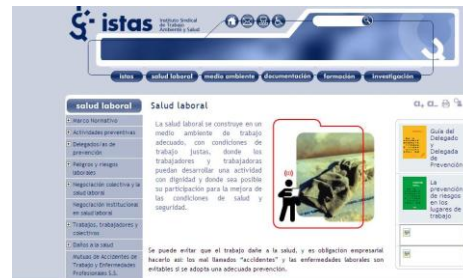 istas
Instituto Sindical
de Trabajo
Ambiente y Salud
istas
salud laboral
medio ambiente
documentación
formación
investigación
salud laboral
Marco Normativo
Actividades preventivas
Delegados/as de
prevención
Peligros y riesgos
laborales
Negociación colectiva y la
salud laboral
Negociación institucional
en salud laboral
Trabajos, trabajadores y
colectivos
Daños a la salud
Mutuas de Accidentes de
Trabajo y Enfermedades
Profesionales S.S.
Salud laboral
La salud laboral se construye en un
medio ambiente de trabajo
adecuado, con condiciones de
trabajo justas, donde los
trabajadores y trabajadoras
puedan desarrollar una actividad
con dignidad y donde sea posible
su participación para la mejora de
las condiciones de salud y
seguridad.
Se puede evitar que el trabajo dañe a la salud, y es obligación empresarial
hacerlo así: los mal llamados "accidentes" y las enfermedades laborales son
evitables si se adopta una adecuada prevención.
a+ a-
Guía del
Delegado
y
Delegada
de
Prevención
La
prevención
de riesgos
en los
lugares de
trabajo